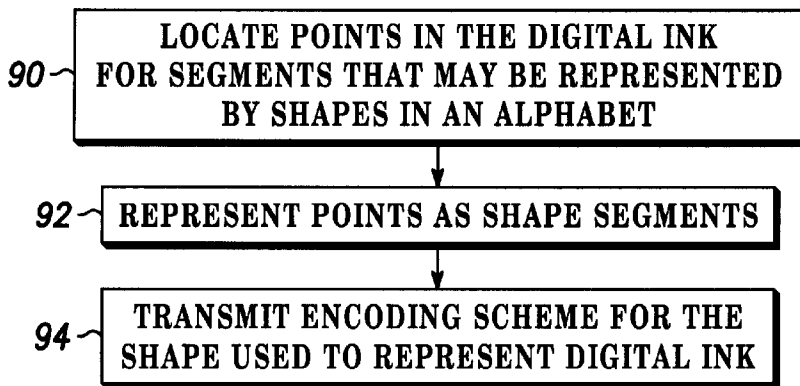 LOCATE POINTS IN THE DIGITAL INK
90 FOR SEGMENTS THAT MAY BE REPRESENTED
BY SHAPES IN AN ALPHABET
92 REPRESENT POINTS AS SHAPE SEGMENTS
TRANSMIT ENCODING SCHEME FOR THE
94 SHAPE USED TO REPRESENT DIGITAL INK